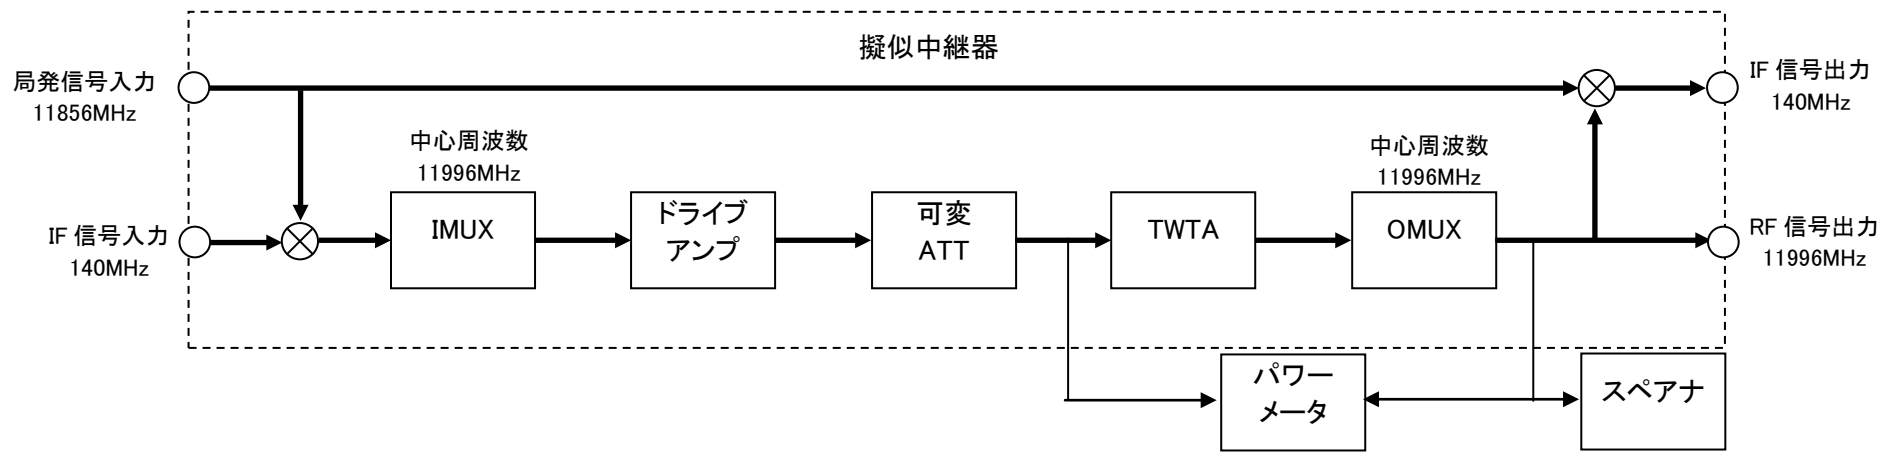 擬似中継器
局発信号入力
11856MHz
IF 信号出力
140MHz
中心周波数
11996MHz
中心周波数
11996MHz
IF 信号入力
140MHz
IMUX
ドライブ
アンプ
可変
ATT
TWTA
OMUX
RF 信号出力
11996MHz
パワー
メータ
スペアナ